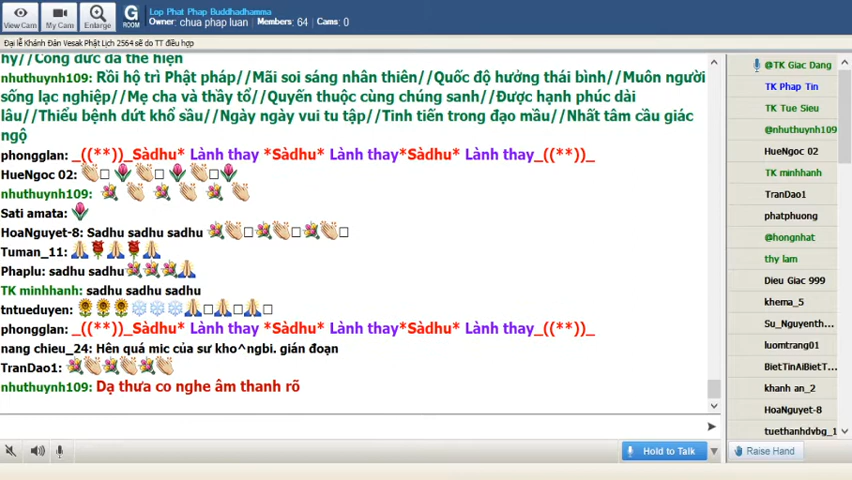 View Cam
My Cam
Enlarge
G
ROOM
Lop Phat Phap Buddhadhamma
Owner: chua phap luan Members: 64 Cams: 0
Đại lễ Khánh Đản Vesak Phật Lịch 2564 sẽ do TT điều hợp
hỷ//Công đức đã thể hiện
nhuthuynh109: Rồi hộ trì Phật pháp//Mãi soi sáng nhân thiên//Quốc độ hưởng thái bình//Muôn người
sống lạc nghiệp//Mẹ cha và thầy tổ//Quyến thuộc cùng chúng sanh//Được hạnh phúc dài
lâu//Thiểu bệnh dứt khổ sầu//Ngày ngày vui tu tập//Tinh tiến trong đạo mầu//Nhất tâm cầu giác
ngộ
phongglan: _((**))_Sàdhu* Lành thay *Sàdhu* Lành thay*Sàdhu* Lành thay_((**))_
HueNgoc 02:
nhuthuynh109:
Sati amata:
HoaNguyet-8: Sadhu sadhu sadhu
Tuman_11:
Phaplu: sadhu sadhu
TK minhhanh: sadhu sadhu sadhu
tntueduyen:
phongglan: _((**))_Sàdhu* Lành thay *Sàdhu* Lành thay*Sàdhu* Lành thay_((**))_
nang chieu_24: Hên quá mic của sư kho^ngbi. gián đoạn
TranDao1:
nhuthuynh109: Dạ thưa co nghe âm thanh rõ
Hold to Talk
@TK Giac Dang
TK Phap Tin
TK Tue Sieu
@nhuthuynh109
HueNgoc 02
TK minhhanh
TranDao1
phatphuong
@hongnhat
thy lam
Dieu Giac 999
khema_5
Su_Nguyenth...
luomtrang01
BietTinAiBietT...
khanh an_2
HoaNguyet-8
tuethanhdvbg_1
Raise Hand